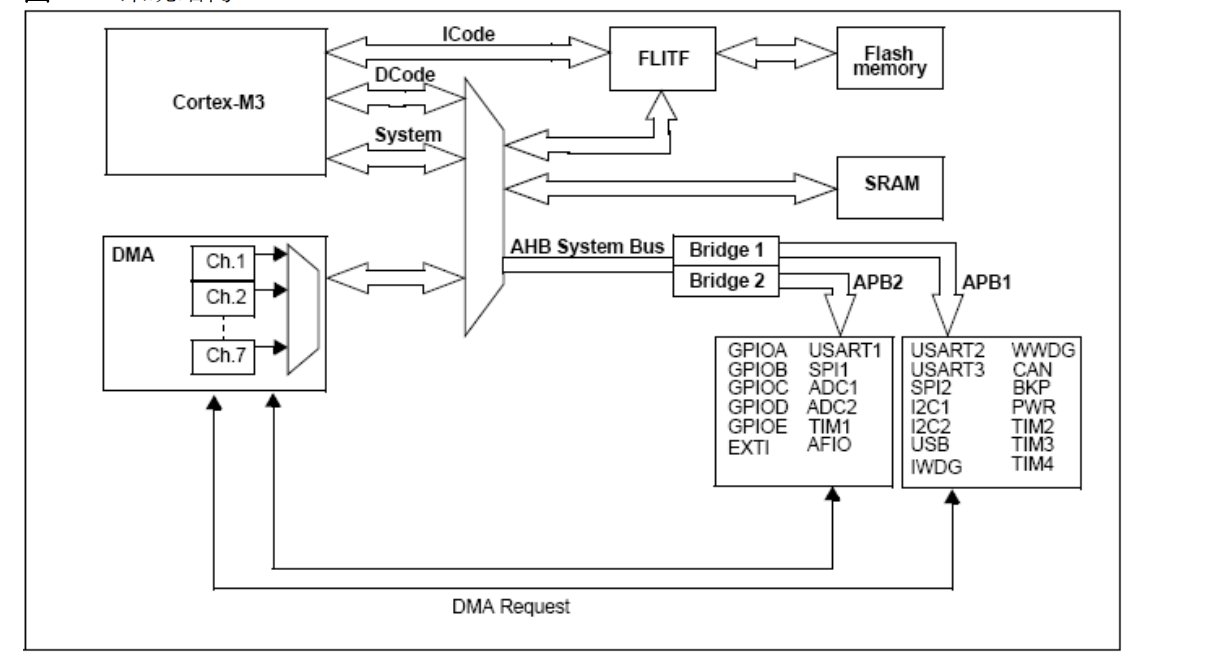 ICode
FLITF
Flash
memory
DCode
Cortex-M3
System
SRAM
DMA
Ch.1
Ch.2
Ch.7
AHB System Bus
Bridge 1
Bridge 2
APB2
APB1
GPIOA USART1
GPIOB SPI1
GPIOC ADC1
GPIOD ADC2
GPIOE TIM1
EXTI AFIO
USART2 WWDG
USART3 CAN
SPI2 BKP
I2C1 PWR
I2C2 TIM2
USB TIM3
IWDG TIM4
DMA Request